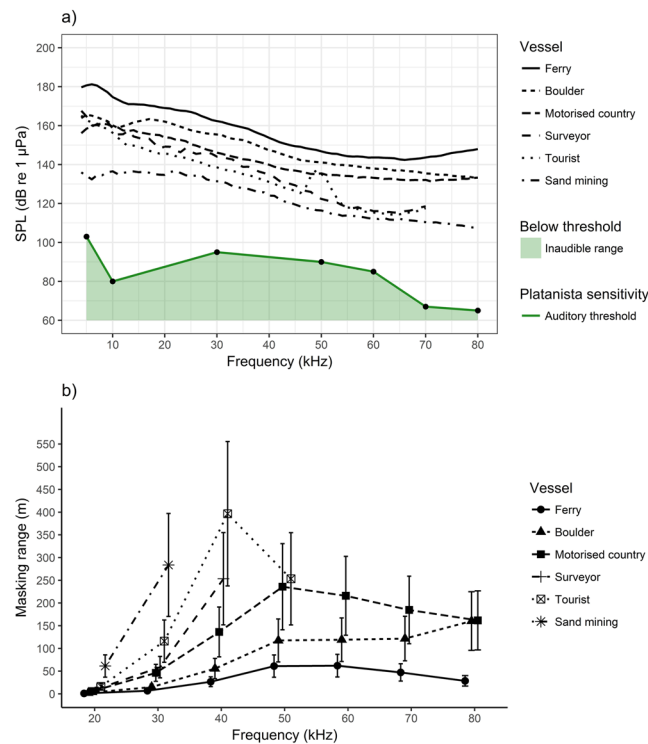 a)
200
180
160
140
120
100
80
60
SPL (dB re 1 µPa)
10 20 30 40 50 60 70 80
Frequency (kHz)
Vessel
Ferry
Boulder
Motorised country
Surveyor
Tourist
Sand mining
Below threshold
Inaudible range
Platanista sensitivity
Auditory threshold
b)
550
500
450
400
350
300
250
200
150
100
50
0
Masking range (m)
20 30 40 50 60 70 80
Frequency (kHz)
Vessel
Ferry
Boulder
Motorised country
Surveyor
Tourist
Sand mining